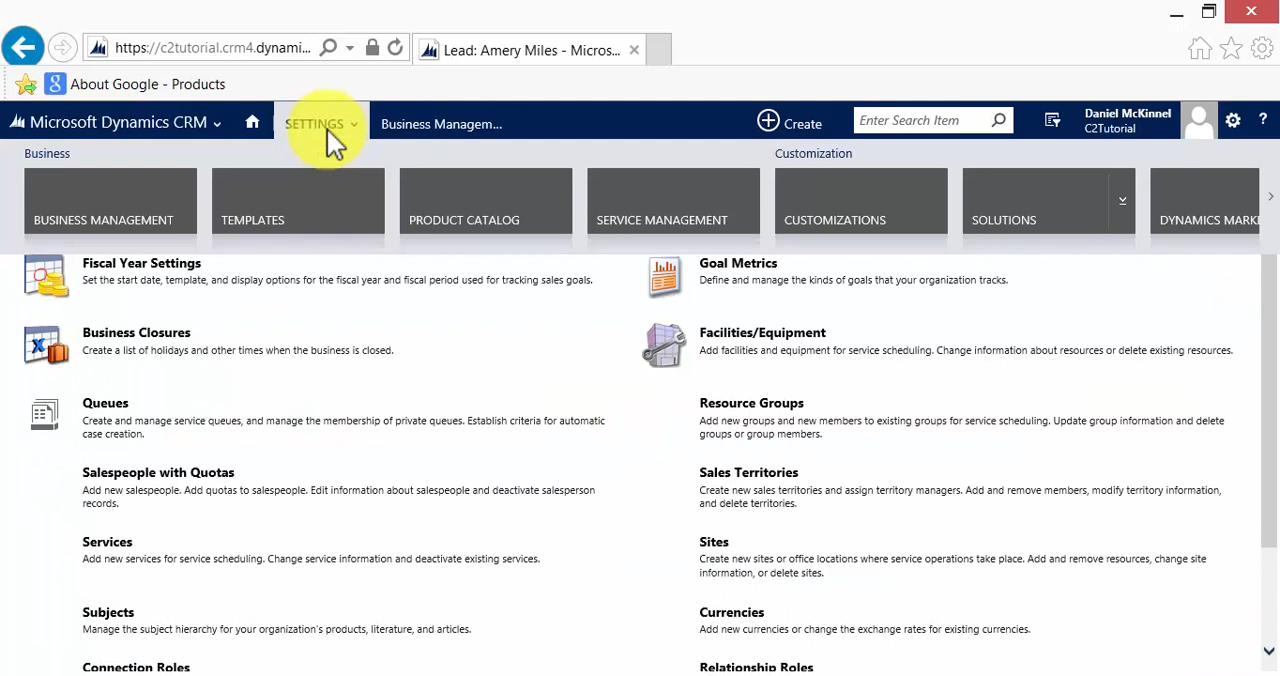 https://c2tutorial.crm4.dynami...
Lead: Amery Miles - Micros...
About Google - Products
Microsoft Dynamics CRM
SETTINGS
Business Managem...
Create
Enter Search Item
Daniel McKinnel
C2Tutorial
?
Business
Customization
BUSINESS MANAGEMENT
TEMPLATES
PRODUCT CATALOG
SERVICE MANAGEMENT
CUSTOMIZATIONS
SOLUTIONS
DYNAMICS MARK
Fiscal Year Settings
Set the start date, template, and display options for the fiscal year and fiscal period used for tracking sales goals.
Goal Metrics
Define and manage the kinds of goals that your organization tracks.
Business Closures
Create a list of holidays and other times when the business is closed.
Facilities/Equipment
Add facilities and equipment for service scheduling. Change information about resources or delete existing resources.
Queues
Create and manage service queues, and manage the membership of private queues. Establish criteria for automatic
case creation.
Resource Groups
Add new groups and new members to existing groups for service scheduling. Update group information and delete
groups or group members.
Salespeople with Quotas
Add new salespeople. Add quotas to salespeople. Edit information about salespeople and deactivate salesperson
records.
Sales Territories
Create new sales territories and assign territory managers. Add and remove members, modify territory information,
and delete territories.
Services
Add new services for service scheduling. Change service information and deactivate existing services.
Sites
Create new sites or office locations where service operations take place. Add and remove resources, change site
information, or delete sites.
Subjects
Manage the subject hierarchy for your organization's products, literature, and articles.
Currencies
Add new currencies or change the exchange rates for existing currencies.
Connection Roles
Relationship Roles